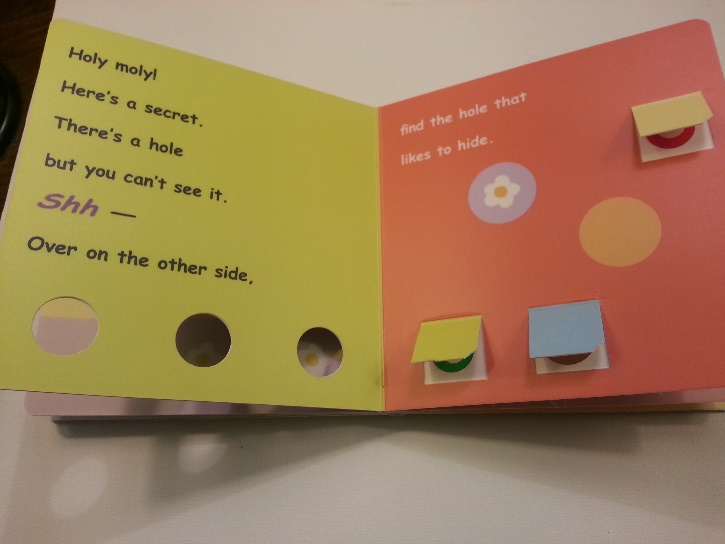 Holy moly!
Here's a secret.
There's a hole
but you can't see it.
Shh —
Over on the other side,
find the hole that
likes to hide.